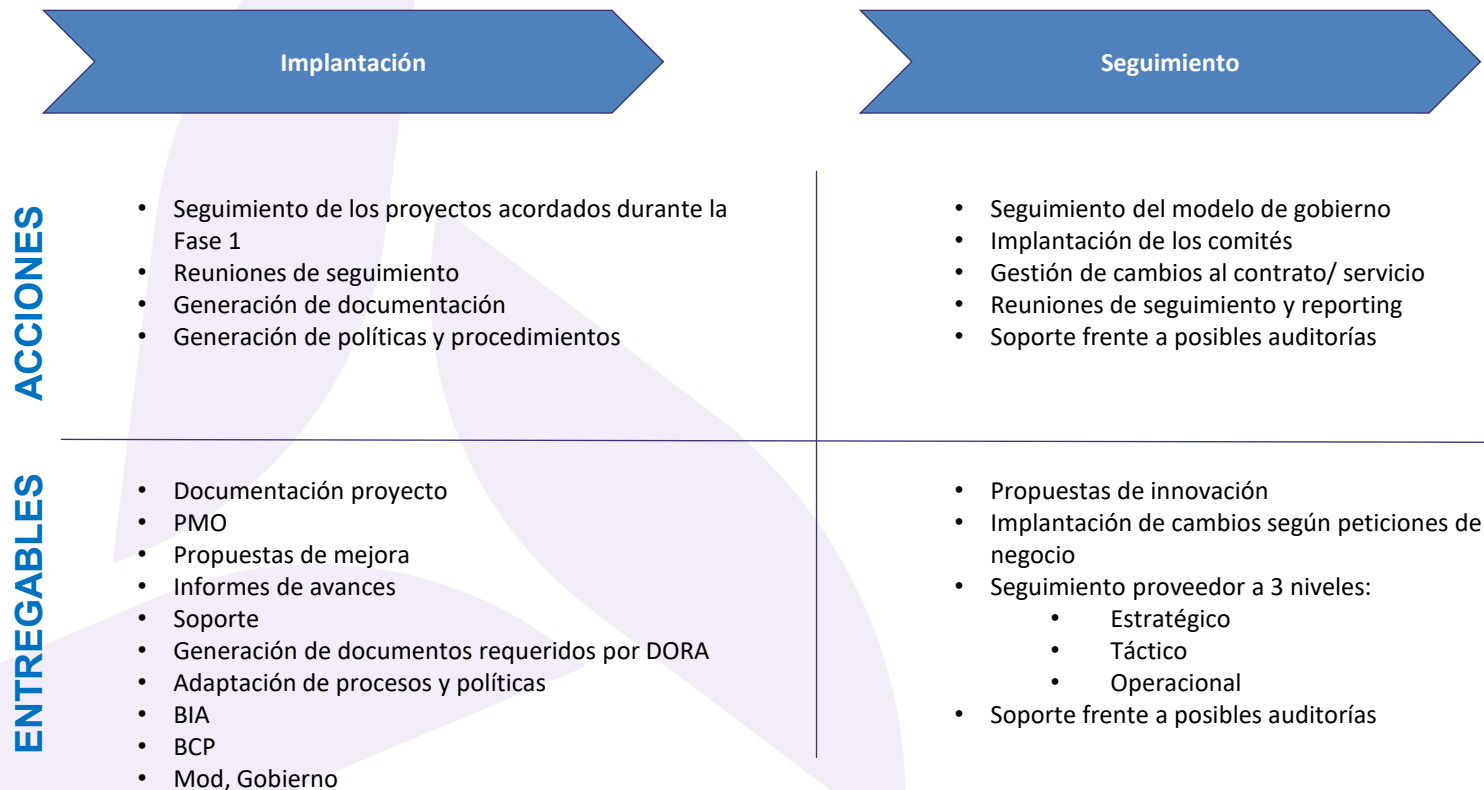 Implantación
Seguimiento
ACCIONES
• Seguimiento de los proyectos acordados durante la
Fase 1
• Reuniones de seguimiento
• Generación de documentación
• Generación de políticas y procedimientos
• Seguimiento del modelo de gobierno
• Implantación de los comités
• Gestión de cambios al contrato/ servicio
• Reuniones de seguimiento y reporting
• Soporte frente a posibles auditorías
ENTREGABLES
• Documentación proyecto
• PMO
• Propuestas de mejora
• Informes de avances
• Soporte
• Generación de documentos requeridos por DORA
• Adaptación de procesos y políticas
• BIA
• BCP
• Mod, Gobierno
• Propuestas de innovación
• Implantación de cambios según peticiones de
negocio
• Seguimiento proveedor a 3 niveles:
• Estratégico
• Táctico
• Operacional
• Soporte frente a posibles auditorías